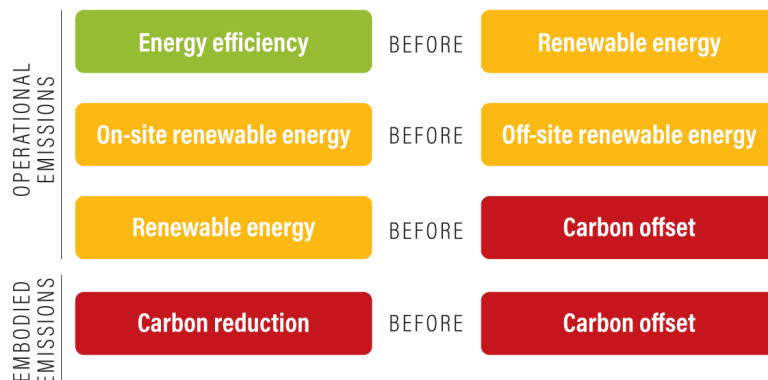 OPERATIONAL
EMISSIONS
Energy efficiency BEFORE Renewable energy
On-site renewable energy BEFORE Off-site renewable energy
Renewable energy BEFORE Carbon offset
EMBODIED
EMISSIONS
Carbon reduction BEFORE Carbon offset